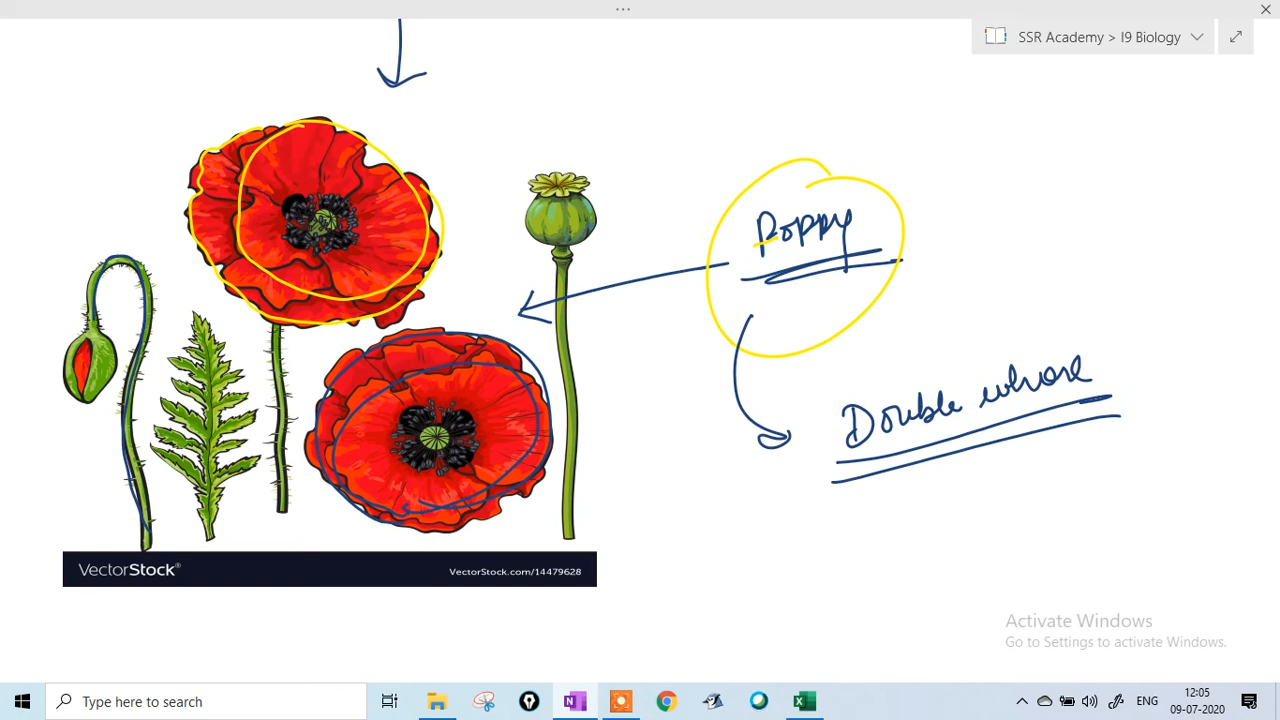 SSR Academy > I9 Biology
Poppy
Double whorl
VectorStock®
VectorStock.com/14479628
Activate Windows
Go to Settings to activate Windows.
Type here to search
ENG
12:05
09-07-2020